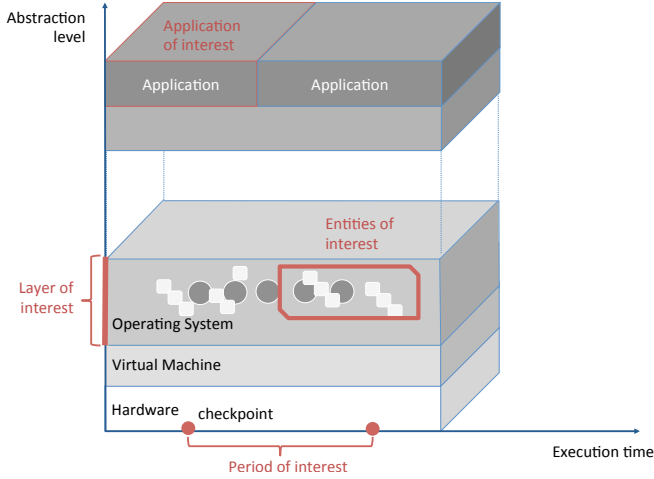 Abstraction
level
Application
of interest
Application
Application
Entities of
interest
Layer of
interest
Operating System
Virtual Machine
Hardware
checkpoint
Period of interest
Execution time